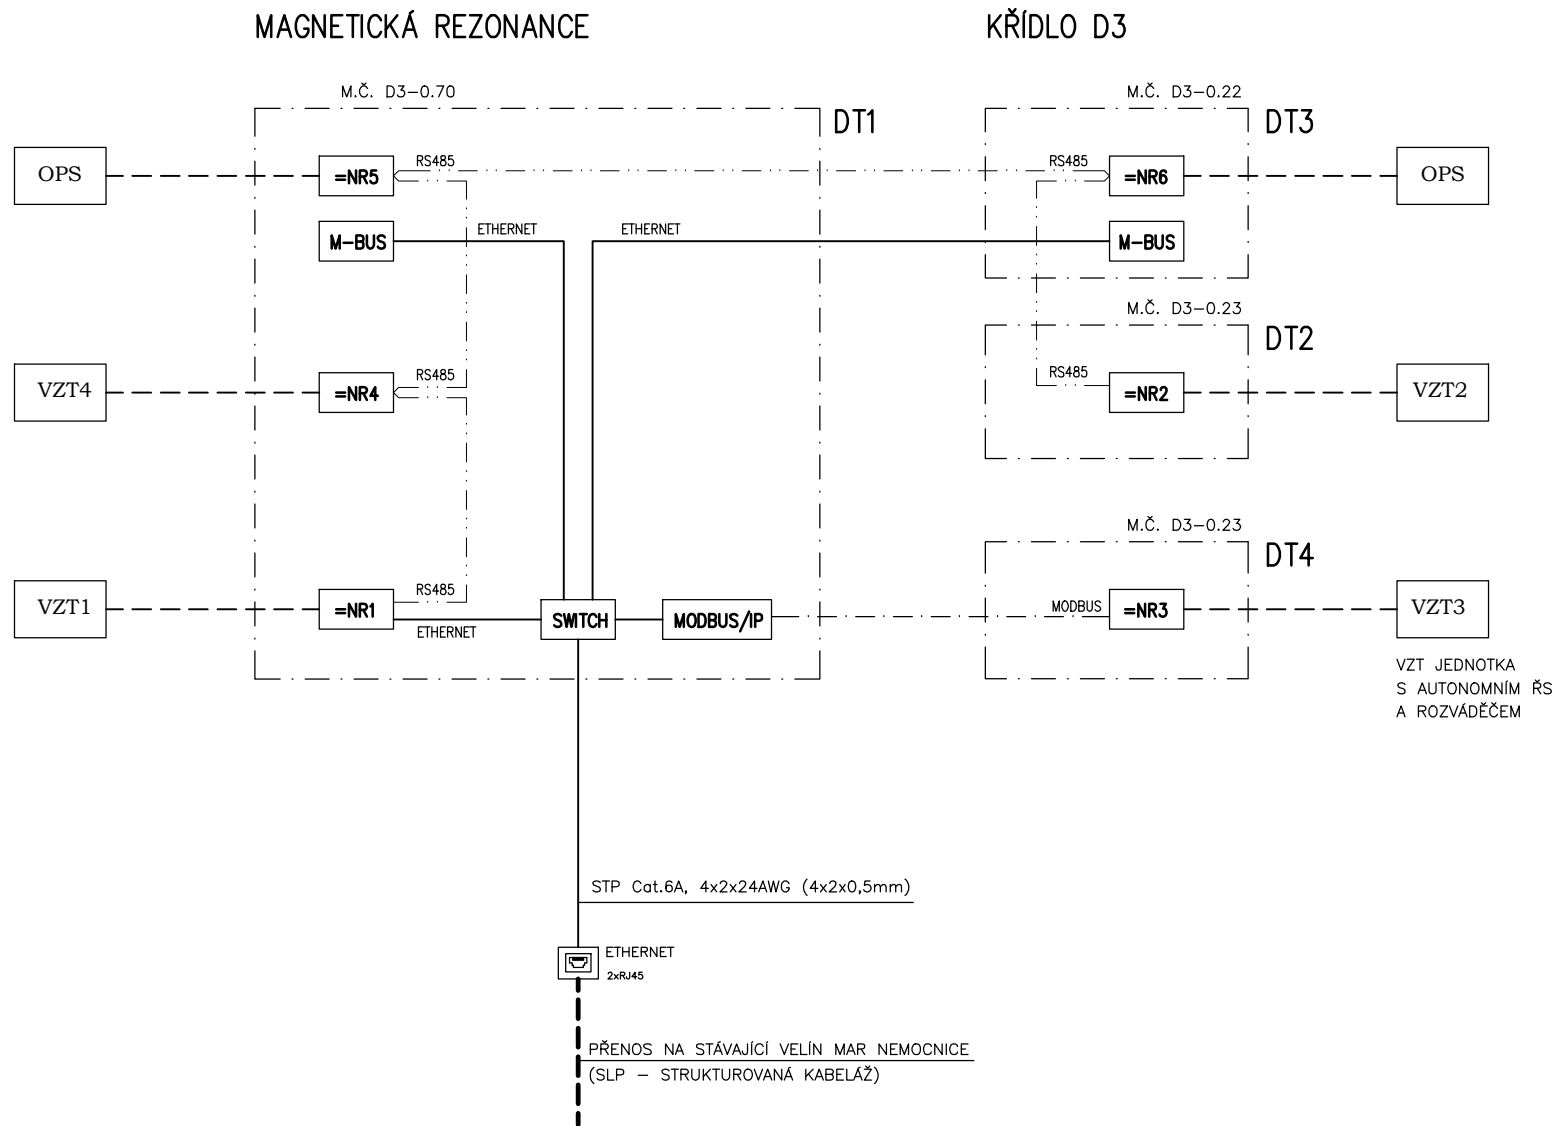 MAGNETICKÁ REZONANCE
KŘÍDLO D3
M.Č. D3-0.70
M.Č. D3-0.22
DT1
DT3
OPS
=NR5
RS485
RS485
=NR6
OPS
M-BUS
ETHERNET
ETHERNET
M-BUS
M.Č. D3-0.23
DT2
VZT4
=NR4
RS485
RS485
=NR2
VZT2
M.Č. D3-0.23
DT4
VZT1
=NR1
RS485
ETHERNET
SWITCH
MODBUS/IP
MODBUS
=NR3
VZT3
VZT JEDNOTKA
S AUTONOMNÍM ŘS
A ROZVÁDĚČEM
STP Cat.6A, 4x2x24AWG (4x2x0,5mm)
ETHERNET
2xRJ45
PŘENOS NA STÁVAJÍCÍ VELÍN MAR NEMOCNICE
(SLP - STRUKTUROVANÁ KABELÁŽ)